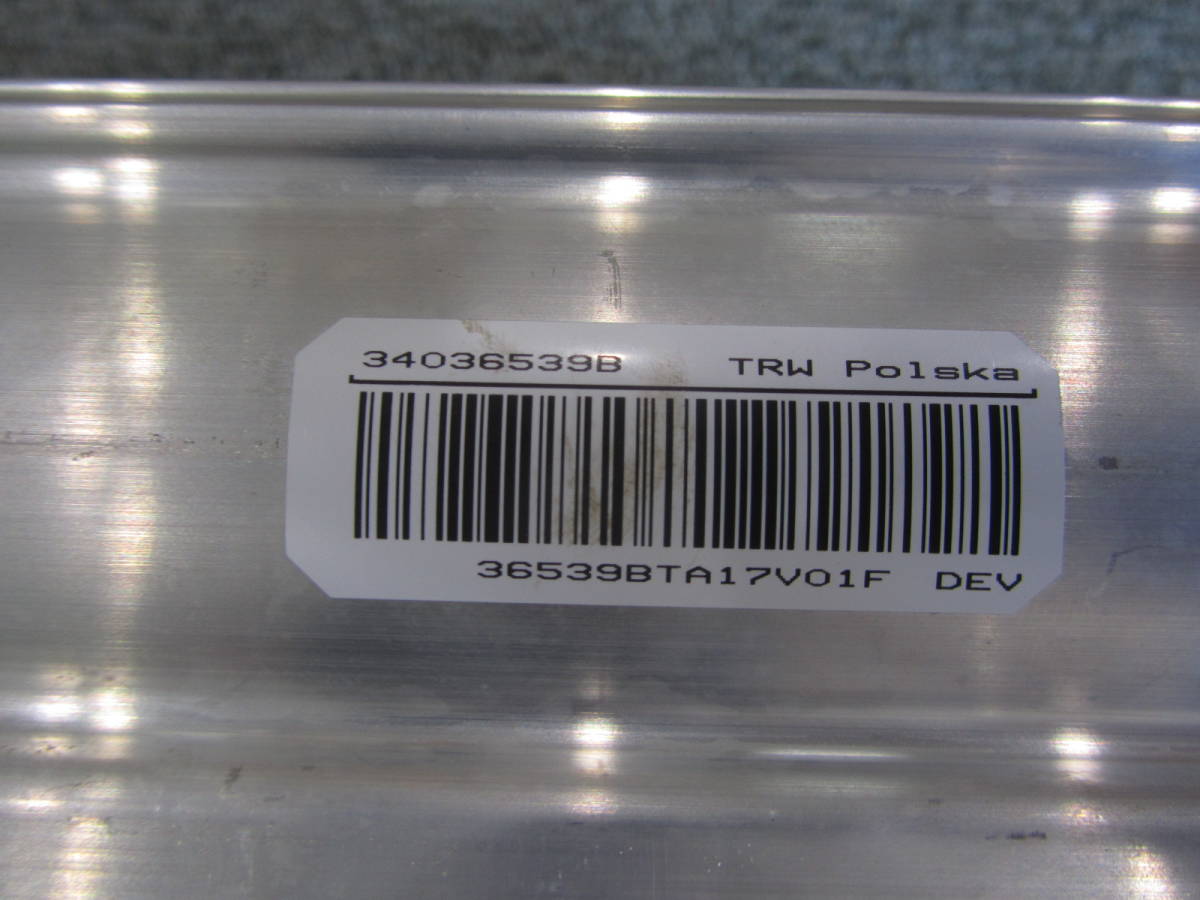 34036539B TRW Polska
36539BTA17V01F DEV